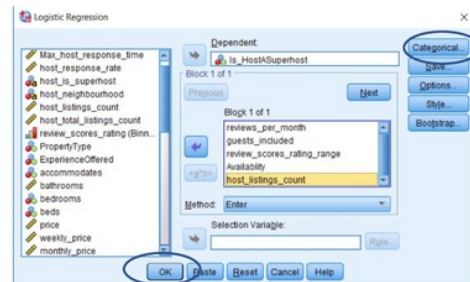 Logistic Regression
Max_host_response_time
host_response_rate
host_is_superhost
host_neighbourhood
host_listings_count
host_total_listings_count
review_scores_rating (Binn...
PropertyType
ExperienceOffered
accommodates
bathrooms
bedrooms
beds
price
weekly_price
monthly_price
Dependent:
Is_HostASuperhost
Block 1 of 1
Previous
Next
Block 1 of 1
reviews_per_month
guests_included
review_scores_rating_range
Availablity
host_listings_count
>a*b>
Method:
Enter
Selection Variable:
Rule...
Categorical...
Save...
Options...
Style...
Bootstrap...
OK
Paste
Reset
Cancel
Help